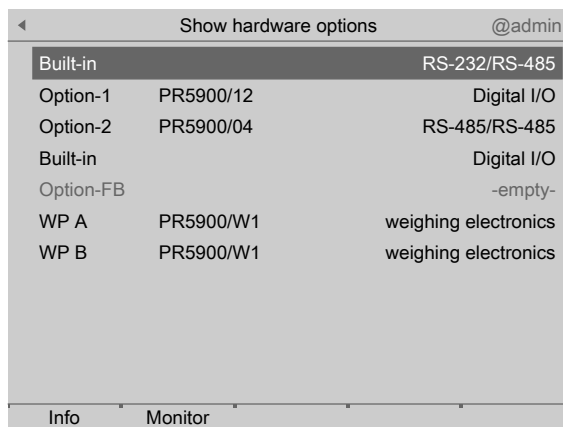 Show hardware options @admin
Built-in RS-232/RS-485
Option-1 PR5900/12 Digital I/O
Option-2 PR5900/04 RS-485/RS-485
Built-in Digital I/O
Option-FB -empty-
WP A PR5900/W1 weighing electronics
WP B PR5900/W1 weighing electronics
Info Monitor